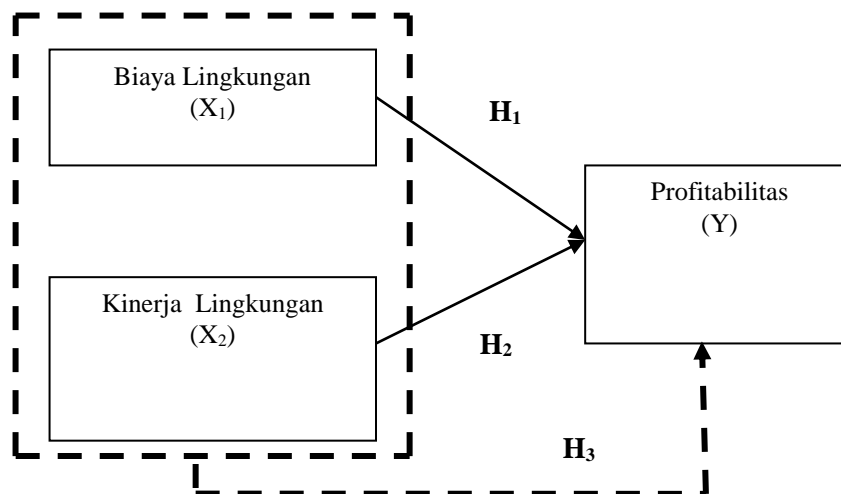 Biaya Lingkungan
(X₁)
H₁
Profitabilitas
(Y)
Kinerja Lingkungan
(X₂)
H₂
H₃